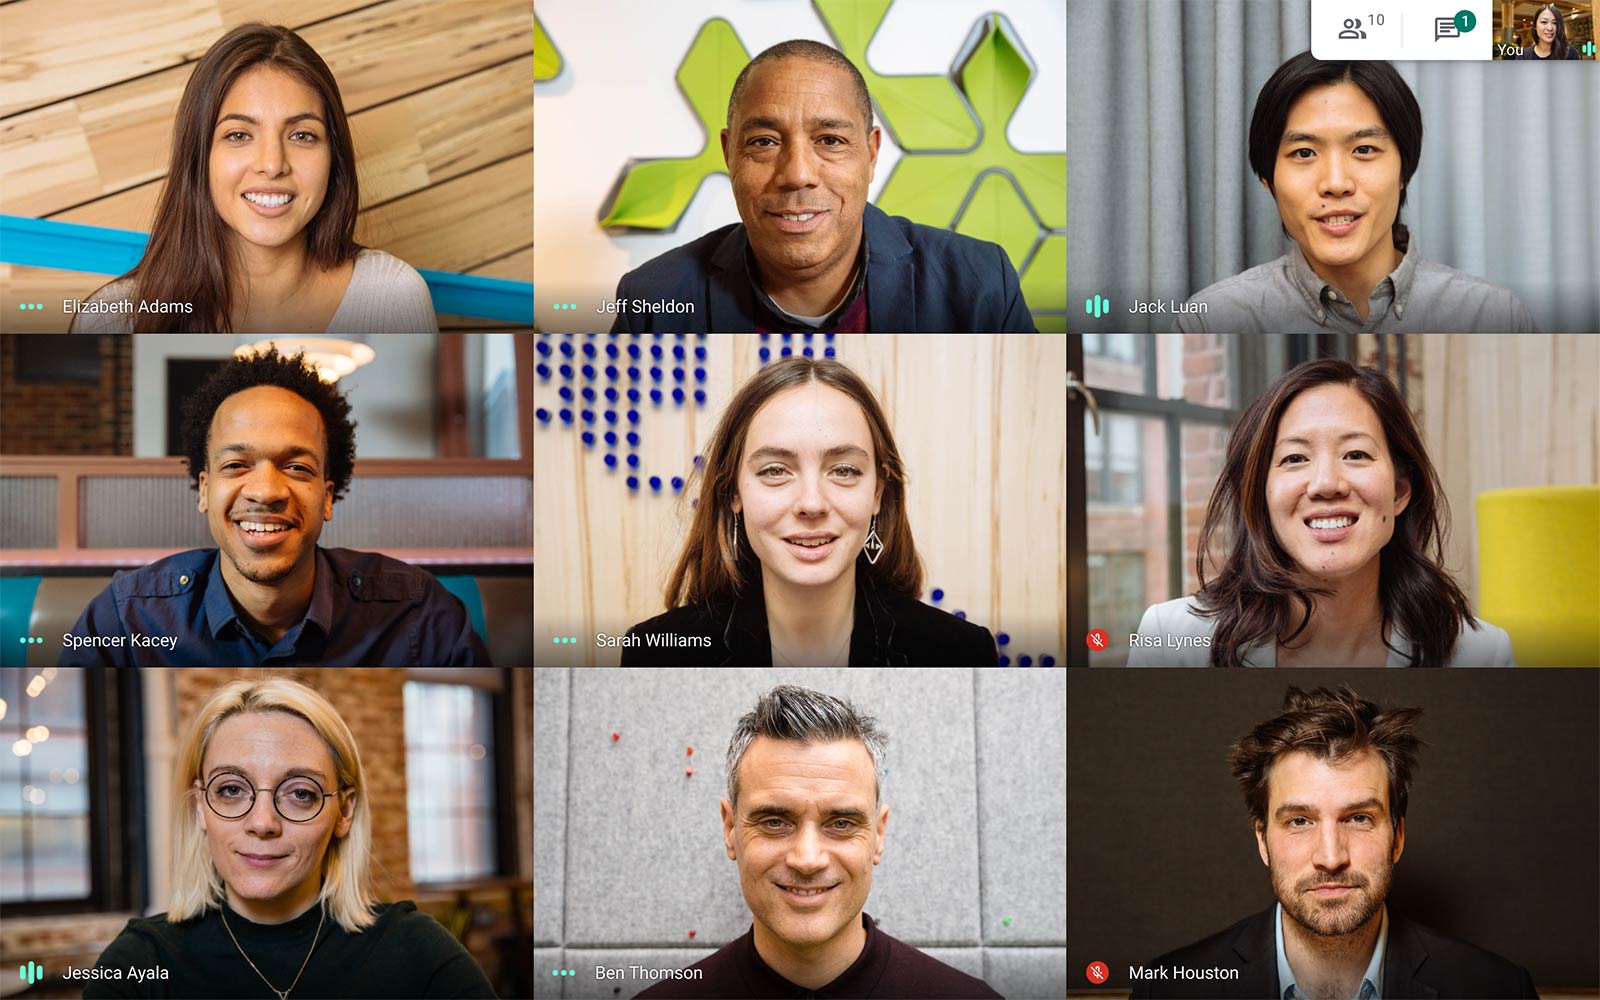 10
1
You
Elizabeth Adams
Jeff Sheldon
Jack Luan
Spencer Kacey
Sarah Williams
Risa Lynes
Jessica Ayala
Ben Thomson
Mark Houston